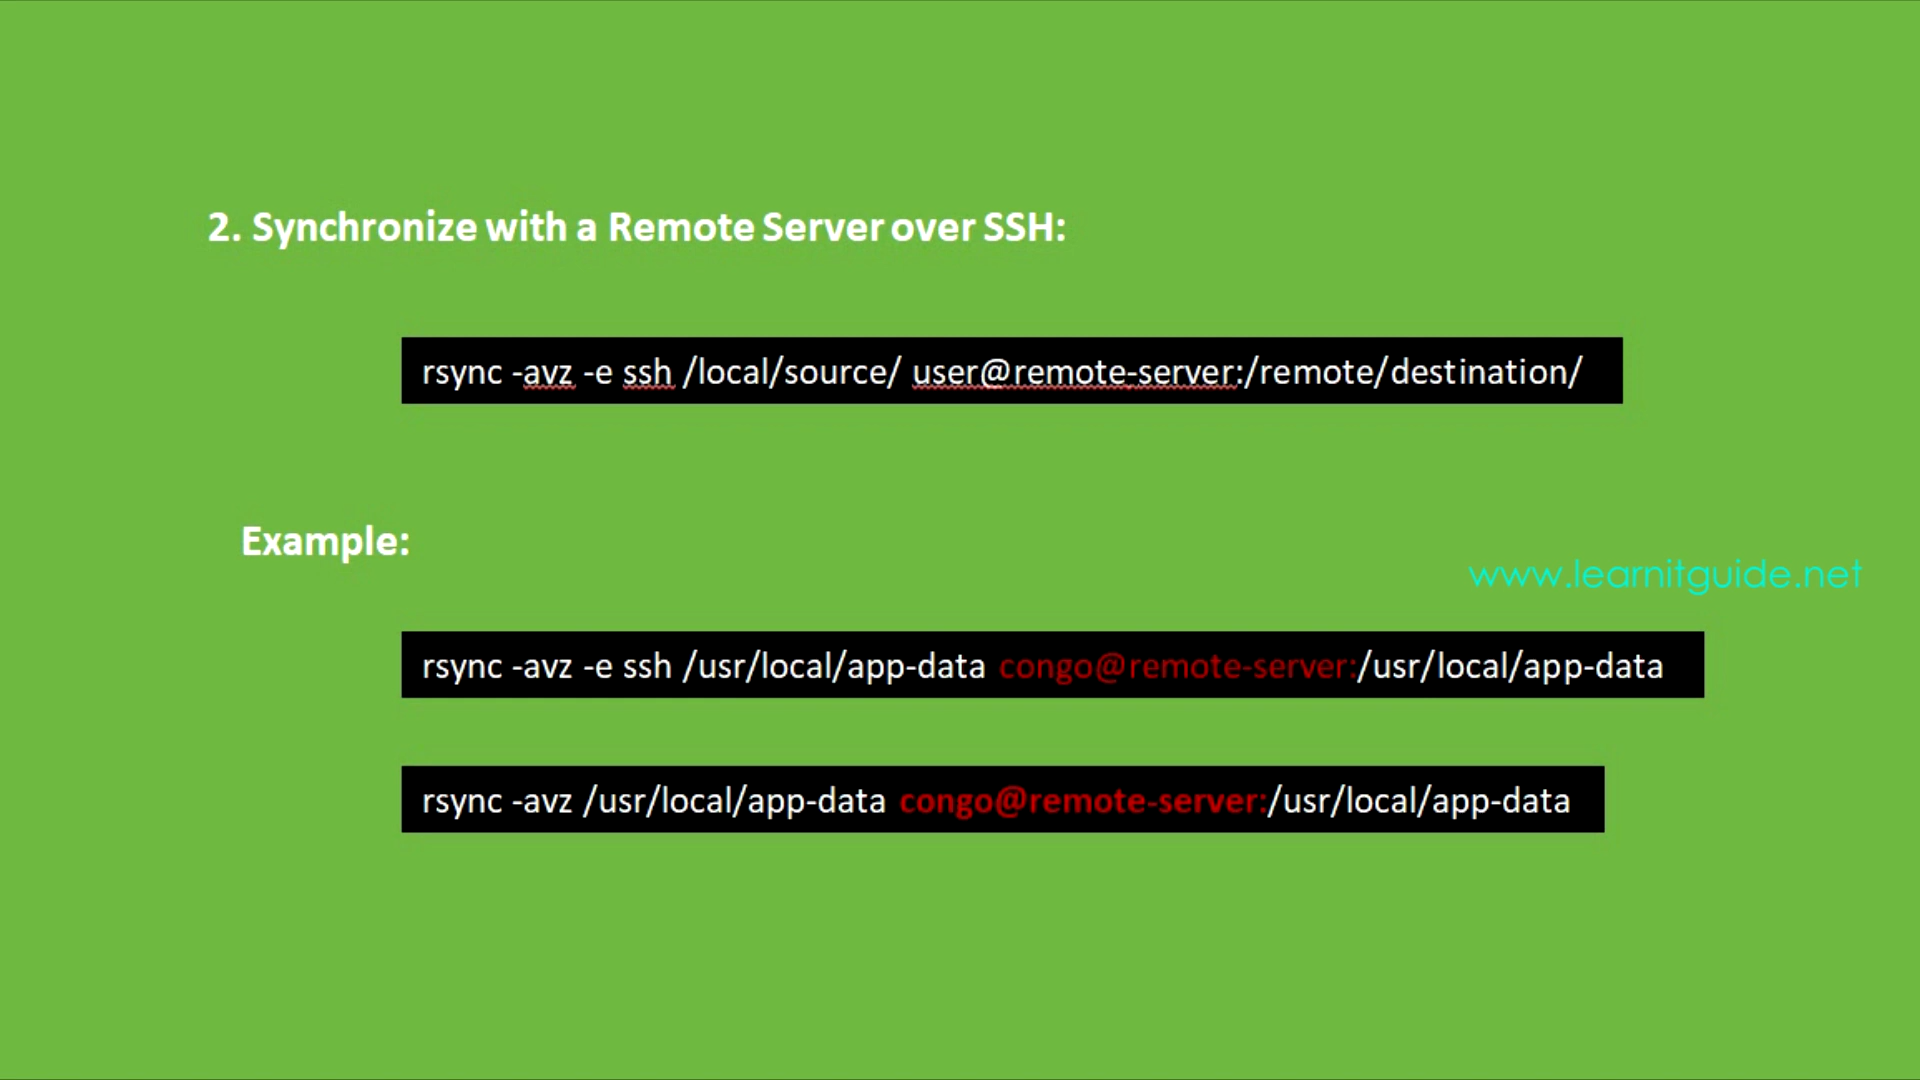 2. Synchronize with a Remote Server over SSH:
rsync -avz -e ssh /local/source/ user@remote-server:/remote/destination/
Example:
www.learnitguide.net
rsync -avz -e ssh /usr/local/app-data congo@remote-server:/usr/local/app-data
rsync -avz /usr/local/app-data congo@remote-server:/usr/local/app-data